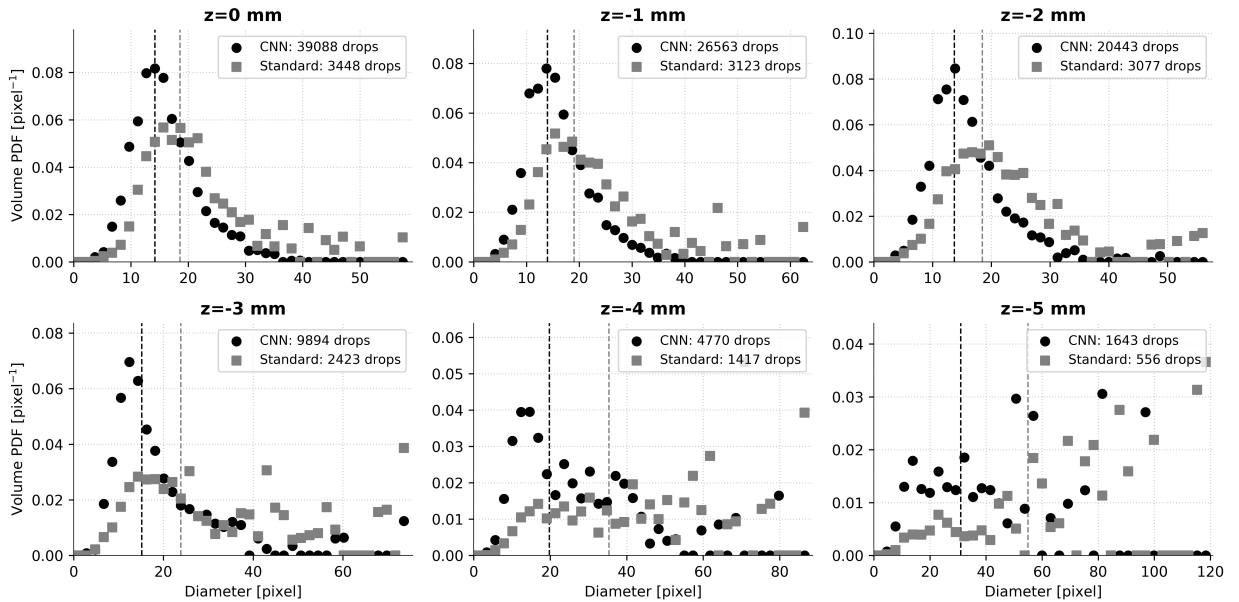 z=0 mm
z=-1 mm
z=-2 mm
CNN: 39088 drops
Standard: 3448 drops
CNN: 26563 drops
Standard: 3123 drops
CNN: 20443 drops
Standard: 3077 drops
Volume PDF [pixel⁻¹]
0.08
0.06
0.04
0.02
0.00
0.08
0.06
0.04
0.02
0.00
0.10
0.08
0.06
0.04
0.02
0.00
0 10 20 30 40 50
0 10 20 30 40 50 60
0 10 20 30 40 50
z=-3 mm
z=-4 mm
z=-5 mm
CNN: 9894 drops
Standard: 2423 drops
CNN: 4770 drops
Standard: 1417 drops
CNN: 1643 drops
Standard: 556 drops
Volume PDF [pixel⁻¹]
0.08
0.06
0.04
0.02
0.00
0.06
0.05
0.04
0.03
0.02
0.01
0.00
0.04
0.03
0.02
0.01
0.00
0 20 40 60
0 20 40 60 80
0 20 40 60 80 100 120
Diameter [pixel]
Diameter [pixel]
Diameter [pixel]